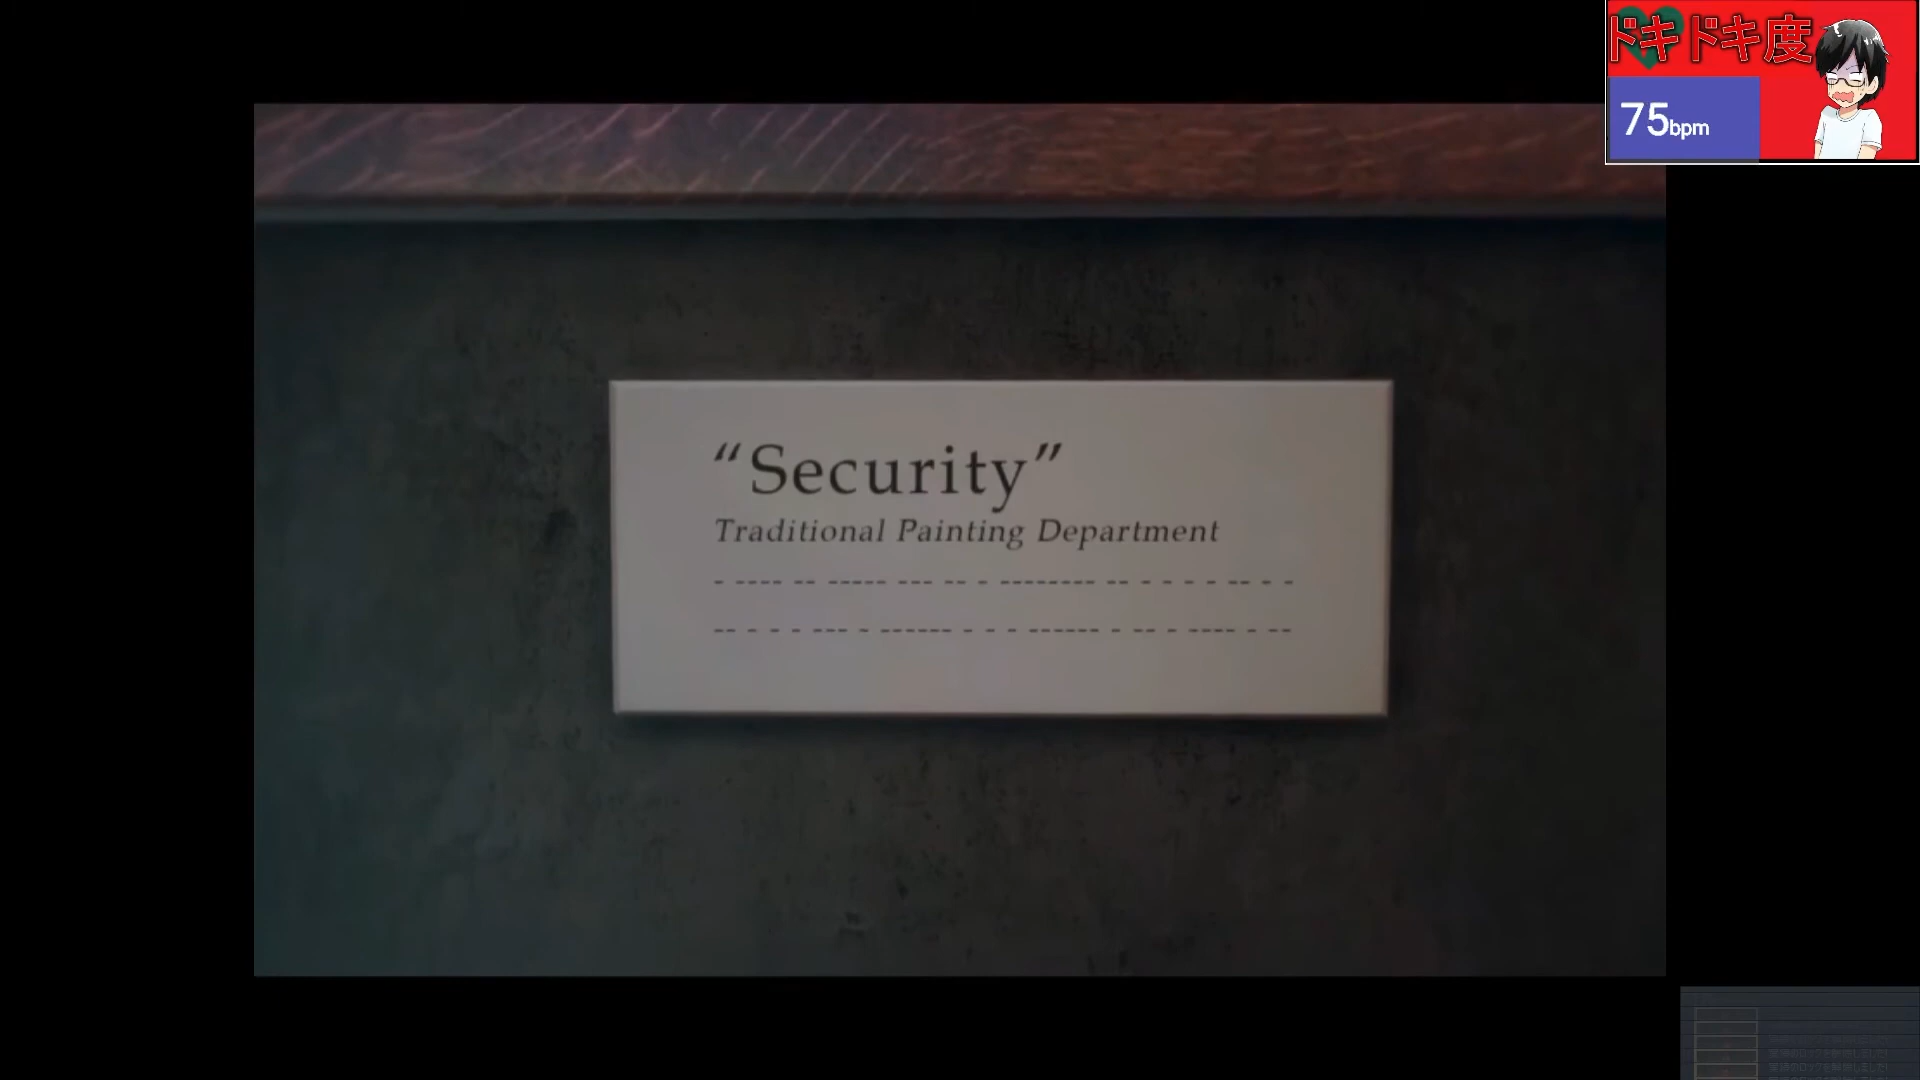 ドキドキ度
75bpm
“Security”
Traditional Painting Department